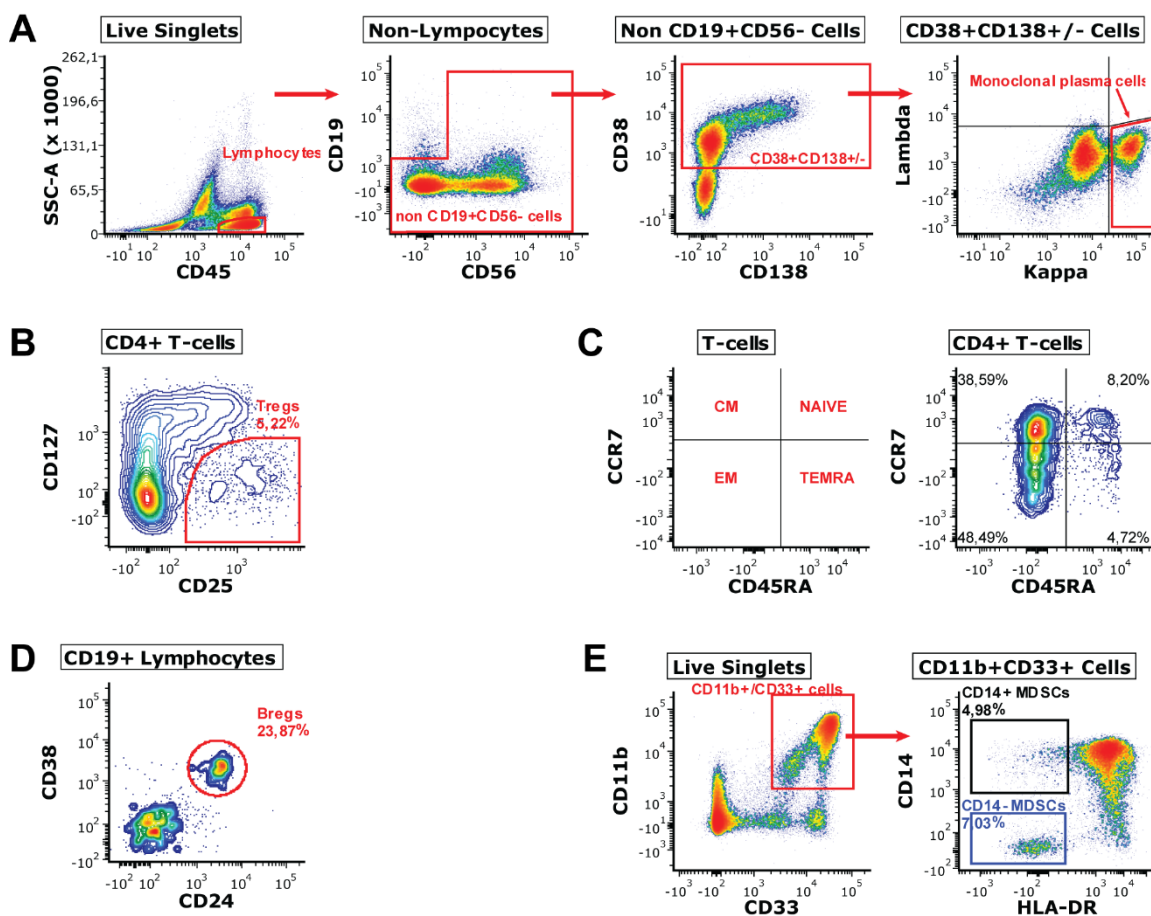 A
Live Singlets
Non-Lympocytes
Non CD19+CD56- Cells
CD38+CD138+/- Cells
SSC-A (x 1000)
262,1
196,6
131,1
65,5
0
Lymphocytes
-10¹ 10¹ 10³ 10⁴ 10⁵
CD45
CD19
10⁵
10⁴
10³
-10¹
-10³
non CD19+CD56- cells
-10² 10³ 10⁴ 10⁵
CD56
CD38
10⁵
10⁴
10³
-10¹
CD38+CD138+/-
-10¹ 10¹ 10³ 10⁴ 10⁵
CD138
Lambda
10⁵
10⁴
10³
-10²
Monoclonal plasma cells
-10² 10² 10³ 10⁴ 10⁵
Kappa
B
CD4+ T-cells
CD127
10³
10²
-10²
Tregs
5,22%
-10² 10² 10³
CD25
C
T-cells
CD4+ T-cells
CCR7
10⁴
10³
10²
-10²
-10³
-10⁴
CM
NAIVE
EM
TEMRA
-10³ -10² 10³ 10⁴
CD45RA
CCR7
10⁴
10³
10²
-10²
-10³
-10⁴
38,59%
8,20%
48,49%
4,72%
-10³ -10² 10³ 10⁴
CD45RA
D
CD19+ Lymphocytes
CD38
10⁵
10⁴
10³
10²
-10²
Bregs
23,87%
-10² 10² 10³ 10⁴ 10⁵
CD24
E
Live Singlets
CD11b+CD33+ Cells
CD11b
10⁵
10⁴
10³
-10¹
CD11b+/CD33+ cells
-10² 10³ 10⁴ 10⁵
CD33
CD14
10⁵
10⁴
10³
10²
-10²
CD14+ MDSCs
4,98%
CD14- MDSCs
7,03%
-10² 10² 10³ 10⁴
HLA-DR